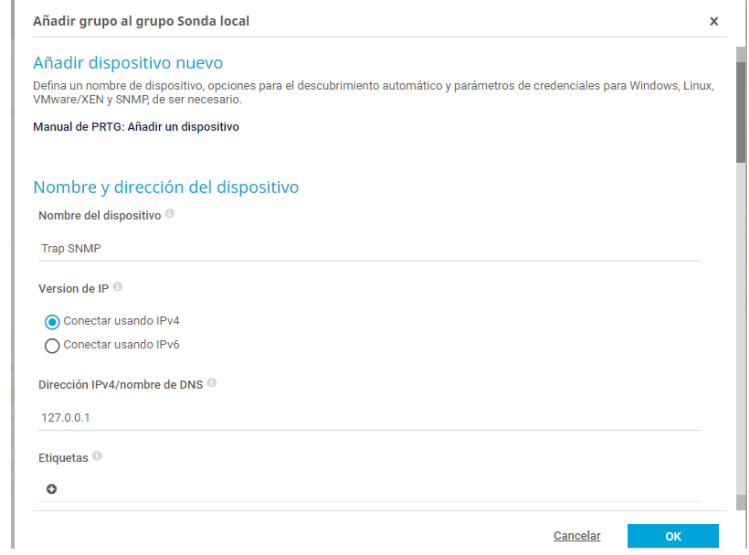 Añadir grupo al grupo Sonda local
x
Añadir dispositivo nuevo
Defina un nombre de dispositivo, opciones para el descubrimiento automático y parámetros de credenciales para Windows, Linux,
VMware/XEN y SNMP, de ser necesario.
Manual de PRTG: Añadir un dispositivo
Nombre y dirección del dispositivo
Nombre del dispositivo
Trap SNMP
Version de IP
Conectar usando IPv4
Conectar usando IPv6
Dirección IPv4/nombre de DNS
127.0.0.1
Etiquetas
Cancelar
OK